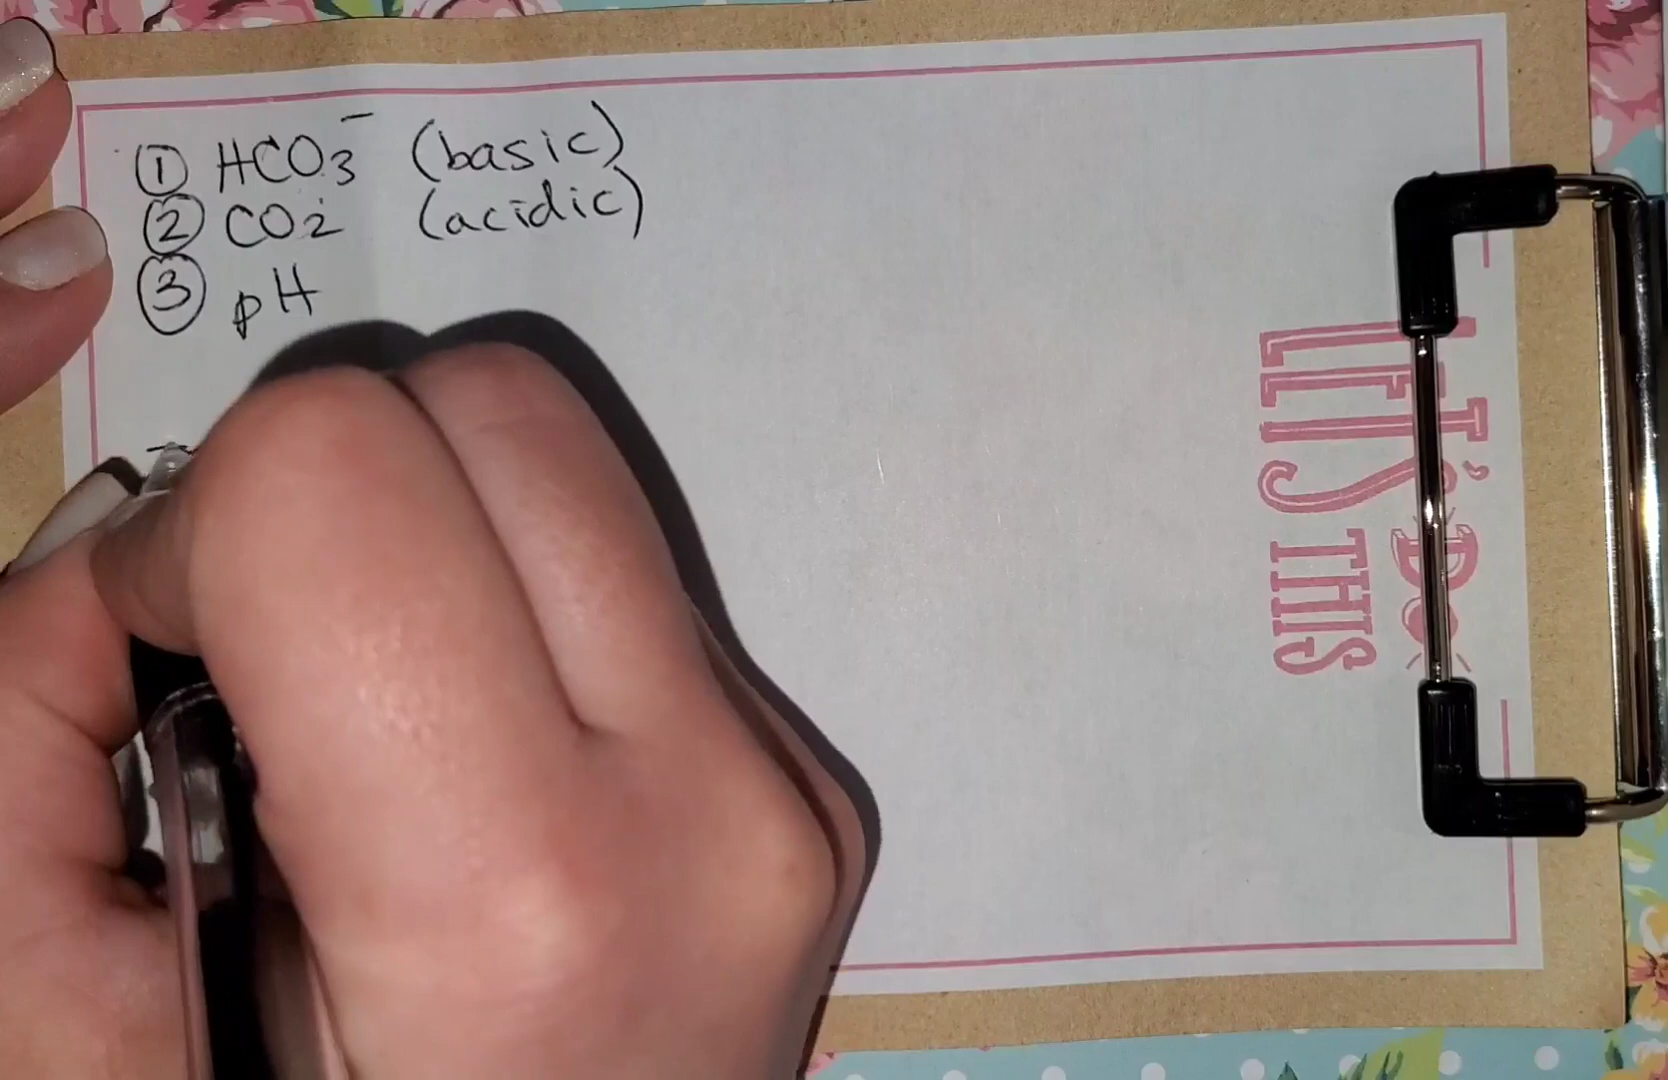 ① HCO3⁻ (basic)
② CO2 (acidic)
③ pH
LET'S DO
THIS